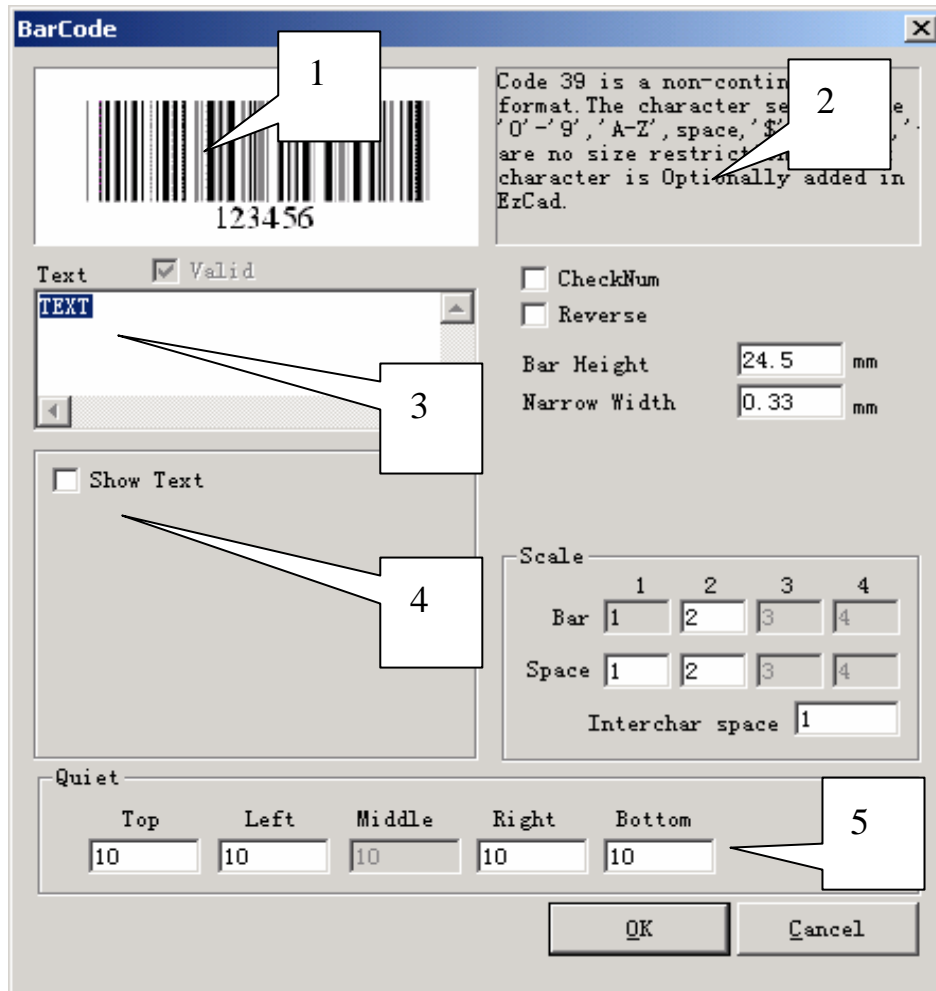 BarCode
1
123456
Code 39 is a non-contin
format.The character se e
'0'-'9','A-Z',space,'$' ,'
are no size restrict
character is Optionally added in
EzCad.
2
Text Valid
TEXT
3
CheckNum
Reverse
Bar Height 24.5 mm
Narrow Width 0.33 mm
Show Text
4
Scale
1 2 3 4
Bar 1 2 3 4
Space 1 2 3 4
Interchar space 1
Quiet
Top Left Middle Right Bottom
10 10 10 10 10
5
OK Cancel